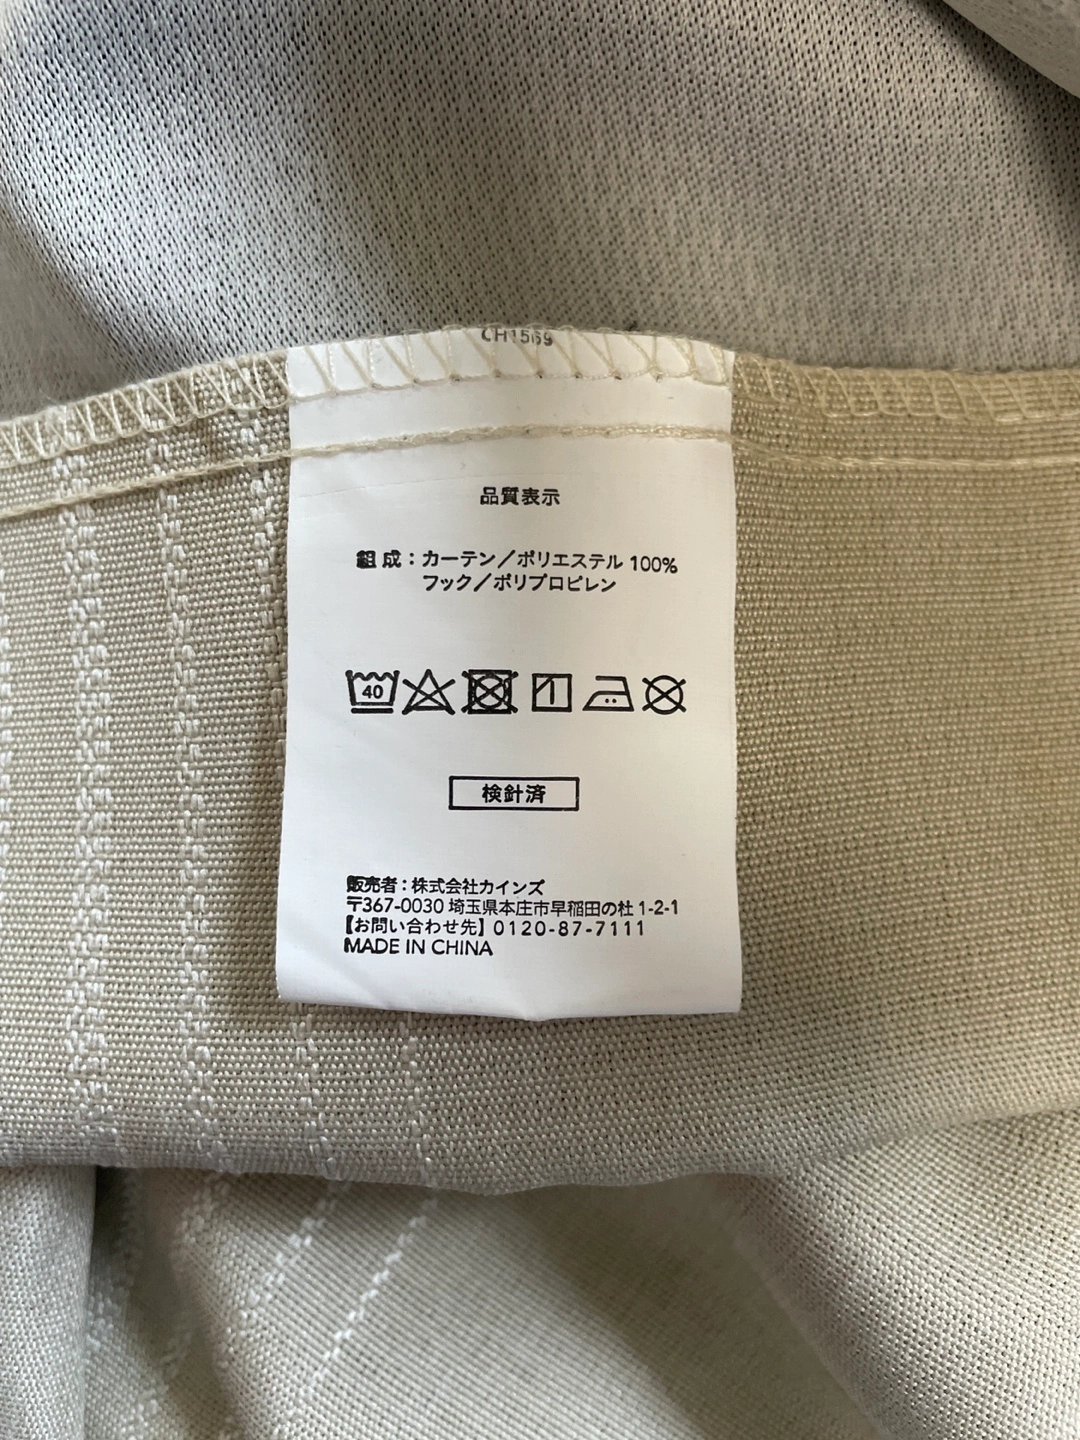 CH1569
品質表示
組成:カーテン/ポリエステル 100%
フック/ポリプロピレン
40
検針済
販売者:株式会社カインズ
〒367-0030 埼玉県本庄市早稲田の杜 1-2-1
【お問い合わせ先】0120-87-7111
MADE IN CHINA